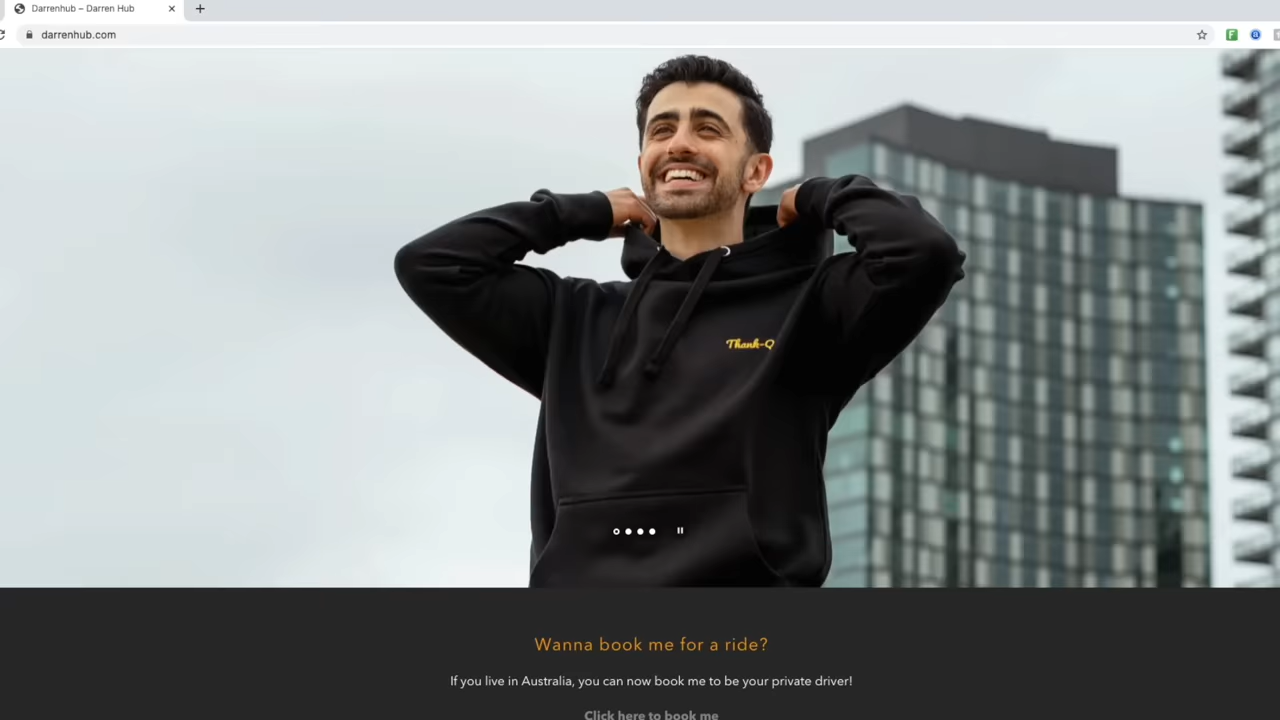 Darrenhub – Darren Hub
darrenhub.com
Thank-Q
Wanna book me for a ride?
If you live in Australia, you can now book me to be your private driver!
Click here to book me